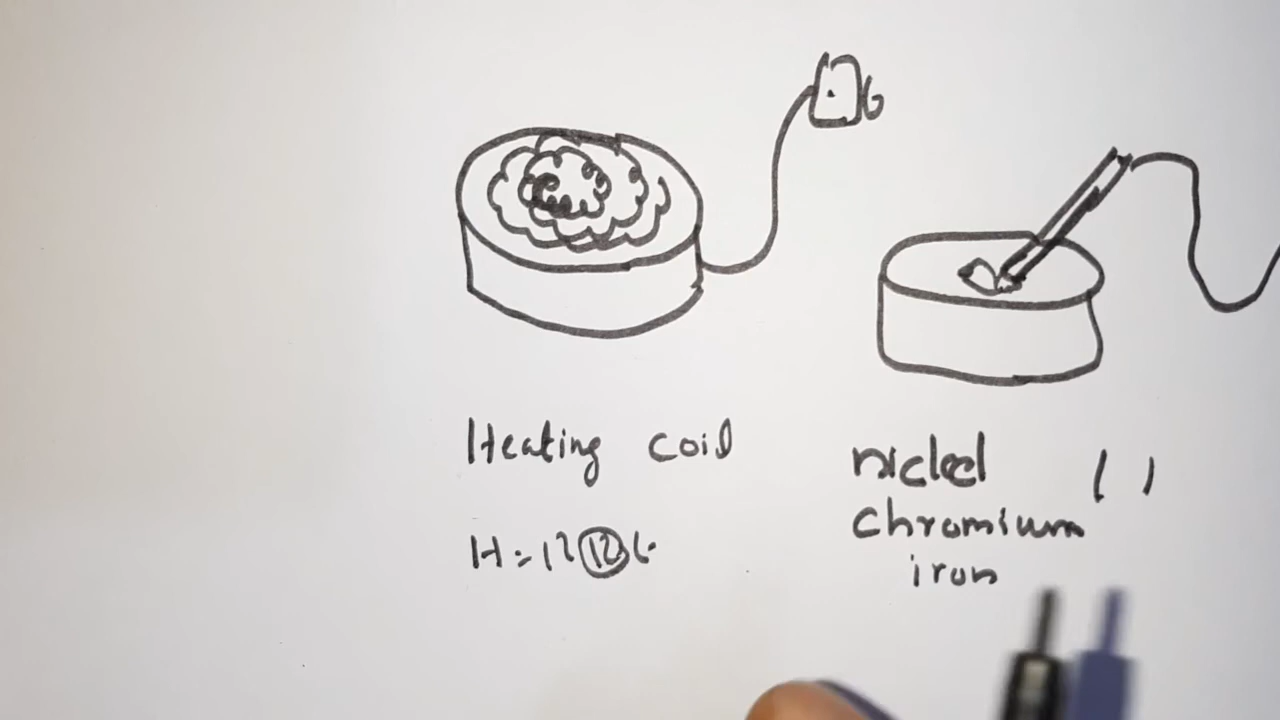 Heating coil
nickel ( )
chromium
iron